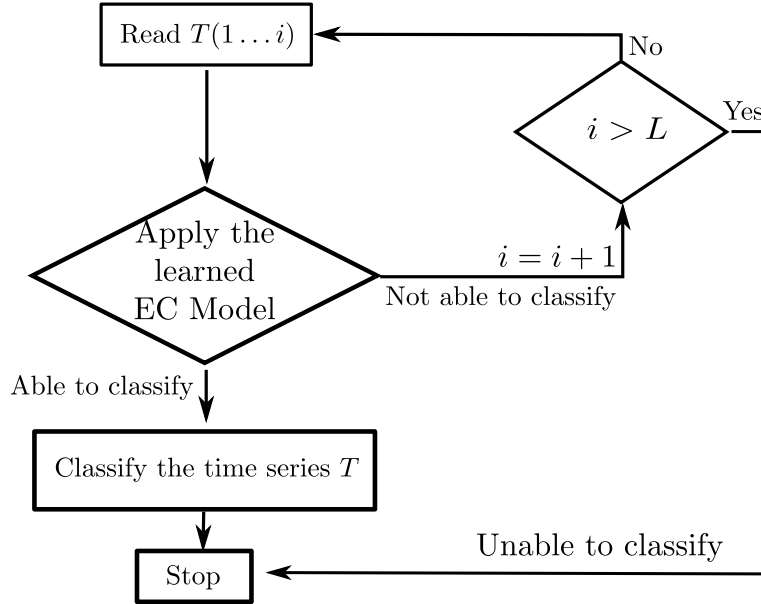 Read T(1 … i)
No
i > L
Yes
Apply the
learned
EC Model
i = i + 1
Not able to classify
Able to classify
Classify the time series T
Unable to classify
Stop